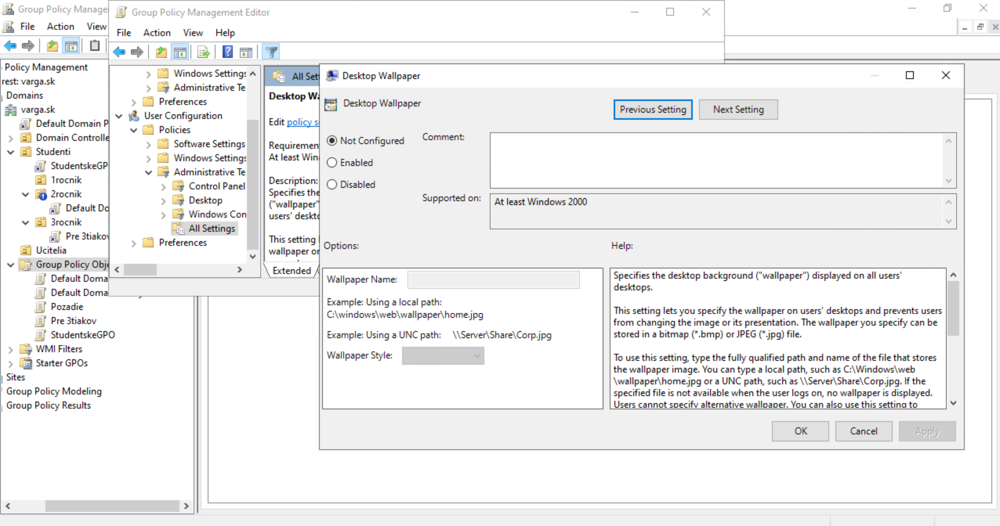 Group Policy Manage
File Action View
Policy Management
rest: varga.sk
Domains
varga.sk
Default Domain P
Domain Controlle
Studenti
StudentskeGP
1rocnik
2rocnik
Default Do
3rocnik
Pre 3tiakov
Ucitelia
Group Policy Obje
Default Doma
Default Doma
Pozadie
Pre 3tiakov
StudentskeGPO
WMI Filters
Starter GPOs
Sites
Group Policy Modeling
Group Policy Results
Group Policy Management Editor
File Action View Help
Windows Settings
Administrative Te
Preferences
User Configuration
Policies
Software Settings
Windows Settings
Administrative Te
Control Panel
Desktop
Windows Con
All Settings
Preferences
All Set
Desktop Wa
Edit policy s
Requiremen
At least Win
Description:
Specifies the
("wallpaper"
users' deskto
This setting
wallpaper or
Extended
Desktop Wallpaper
Desktop Wallpaper
Previous Setting Next Setting
Not Configured
Enabled
Disabled
Comment:
Supported on: At least Windows 2000
Options:
Wallpaper Name:
Example: Using a local path:
C:\windows\web\wallpaper\home.jpg
Example: Using a UNC path: \\Server\Share\Corp.jpg
Wallpaper Style:
Help:
Specifies the desktop background ("wallpaper") displayed on all users'
desktops.
This setting lets you specify the wallpaper on users' desktops and prevents users
from changing the image or its presentation. The wallpaper you specify can be
stored in a bitmap (*.bmp) or JPEG (*.jpg) file.
To use this setting, type the fully qualified path and name of the file that stores
the wallpaper image. You can type a local path, such as C:\Windows\web
\wallpaper\home.jpg or a UNC path, such as \\Server\Share\Corp.jpg. If the
specified file is not available when the user logs on, no wallpaper is displayed.
Users cannot specify alternative wallpaper. You can also use this setting to
OK Cancel Apply